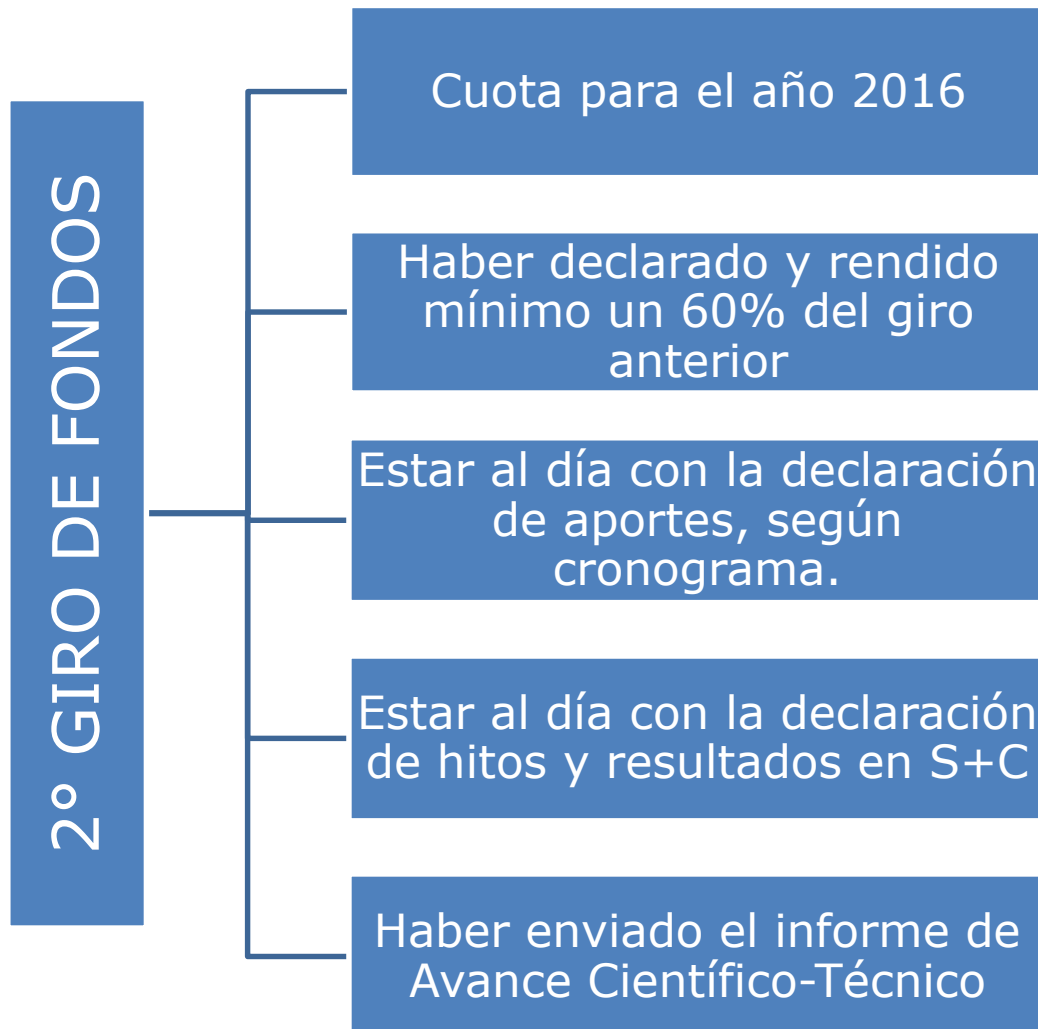 2° GIRO DE FONDOS
Cuota para el año 2016
Haber declarado y rendido
mínimo un 60% del giro
anterior
Estar al día con la declaración
de aportes, según
cronograma.
Estar al día con la declaración
de hitos y resultados en S+C
Haber enviado el informe de
Avance Científico-Técnico